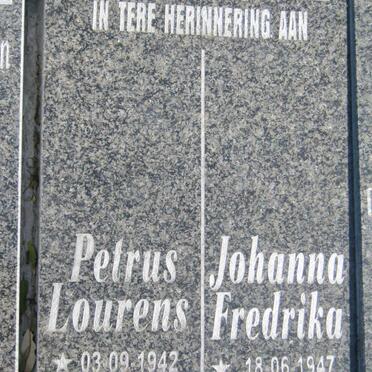 IN TERE HERINNERING AAN
Petrus
Lourens
★ 03.09.1942
Johanna
Fredrika
★ 18.06.1947